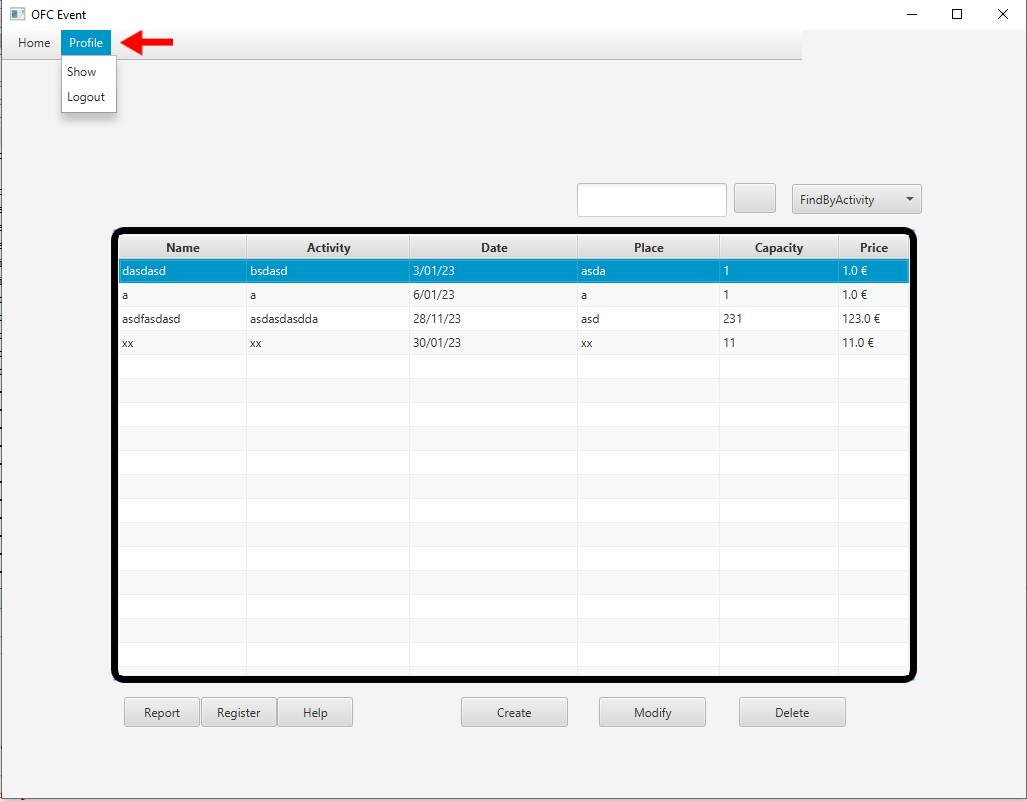 OFC Event
Home Profile
Show
Logout
FindByActivity
Name Activity Date Place Capacity Price
dasdasd bsdasd 3/01/23 asda 1 1.0 €
a a 6/01/23 a 1 1.0 €
asdfasdasd asdasdasdda 28/11/23 asd 231 123.0 €
xx xx 30/01/23 xx 11 11.0 €
Report Register Help Create Modify Delete